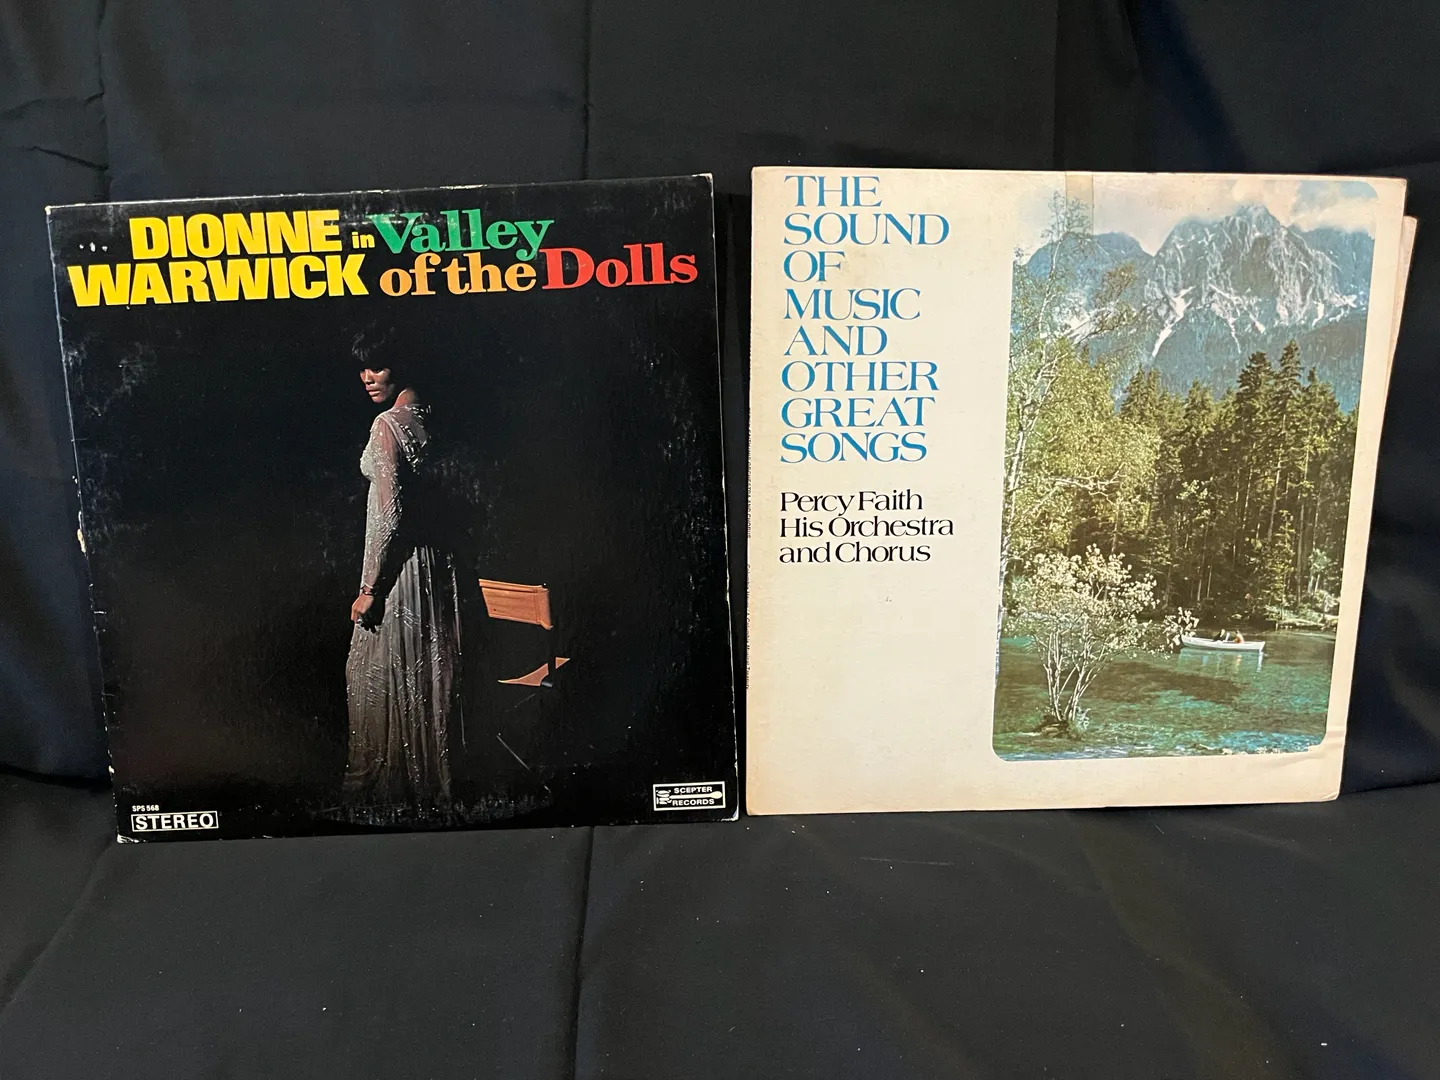 DIONNE in Valley
WARWICK of the Dolls
SPS 568
STEREO
SCEPTER
RECORDS
THE
SOUND
OF
MUSIC
AND
OTHER
GREAT
SONGS
Percy Faith
His Orchestra
and Chorus